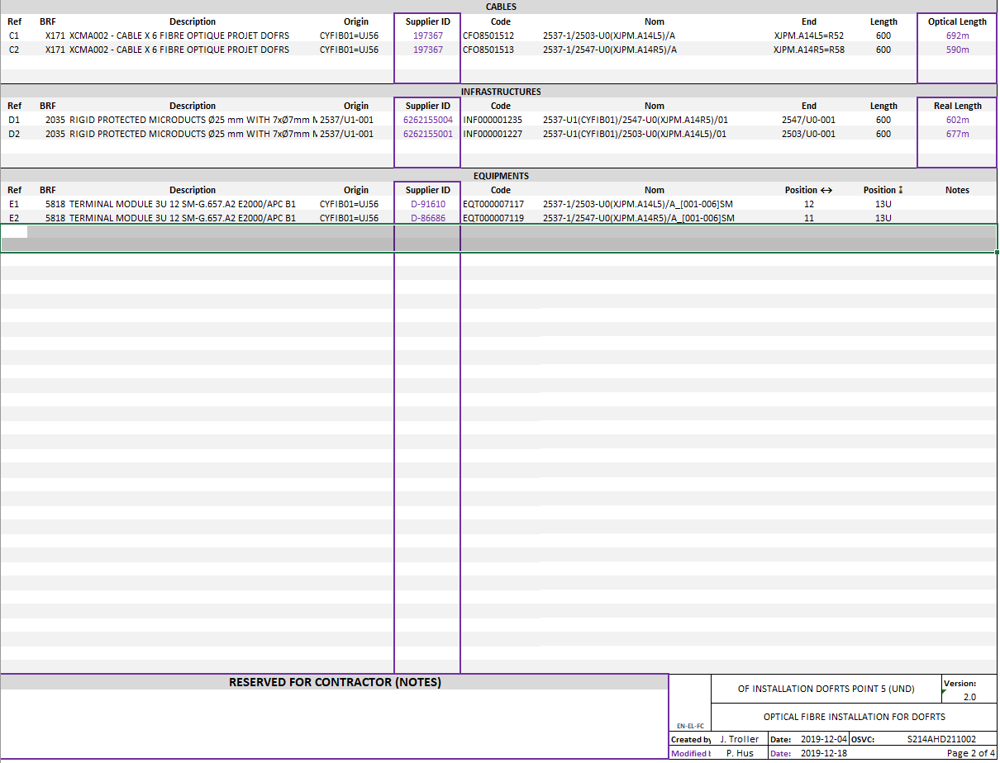 CABLES
Ref BRF Description Origin Supplier ID Code Nom End Length Optical Length
C1 X171 XCMA002 - CABLE X 6 FIBRE OPTIQUE PROJET DOFRS CYFIB01=UJ56 197367 CFO8501512 2537-1/2503-U0(XJPM.A14L5)/A XJPM.A14L5=R52 600 692m
C2 X171 XCMA002 - CABLE X 6 FIBRE OPTIQUE PROJET DOFRS CYFIB01=UJ56 197367 CFO8501513 2537-1/2547-U0(XJPM.A14R5)/A XJPM.A14R5=R58 600 590m
INFRASTRUCTURES
Ref BRF Description Origin Supplier ID Code Nom End Length Real Length
D1 2035 RIGID PROTECTED MICRODUCTS Ø25 mm WITH 7xØ7mm M 2537/U1-001 6262155004 INF000001235 2537-U1(CYFIB01)/2547-U0(XJPM.A14R5)/01 2547/U0-001 600 602m
D2 2035 RIGID PROTECTED MICRODUCTS Ø25 mm WITH 7xØ7mm M 2537/U1-001 6262155001 INF000001227 2537-U1(CYFIB01)/2503-U0(XJPM.A14L5)/01 2503/U0-001 600 677m
EQUIPMENTS
Ref BRF Description Origin Supplier ID Code Nom Position ↔ Position ↕ Notes
E1 5818 TERMINAL MODULE 3U 12 SM-G.657.A2 E2000/APC B1 CYFIB01=UJ56 D-91610 EQT000007117 2537-1/2503-U0(XJPM.A14L5)/A_[001-006]SM 12 13U
E2 5818 TERMINAL MODULE 3U 12 SM-G.657.A2 E2000/APC B1 CYFIB01=UJ56 D-86686 EQT000007119 2537-1/2547-U0(XJPM.A14R5)/A_[001-006]SM 11 13U
RESERVED FOR CONTRACTOR (NOTES)
OF INSTALLATION DOFRTS POINT 5 (UND) Version:
2.0
OPTICAL FIBRE INSTALLATION FOR DOFRTS
EN-EL-FC
Created by J. Troller Date: 2019-12-04 OSVC: S214AHD211002
Modified b P. Hus Date: 2019-12-18 Page 2 of 4